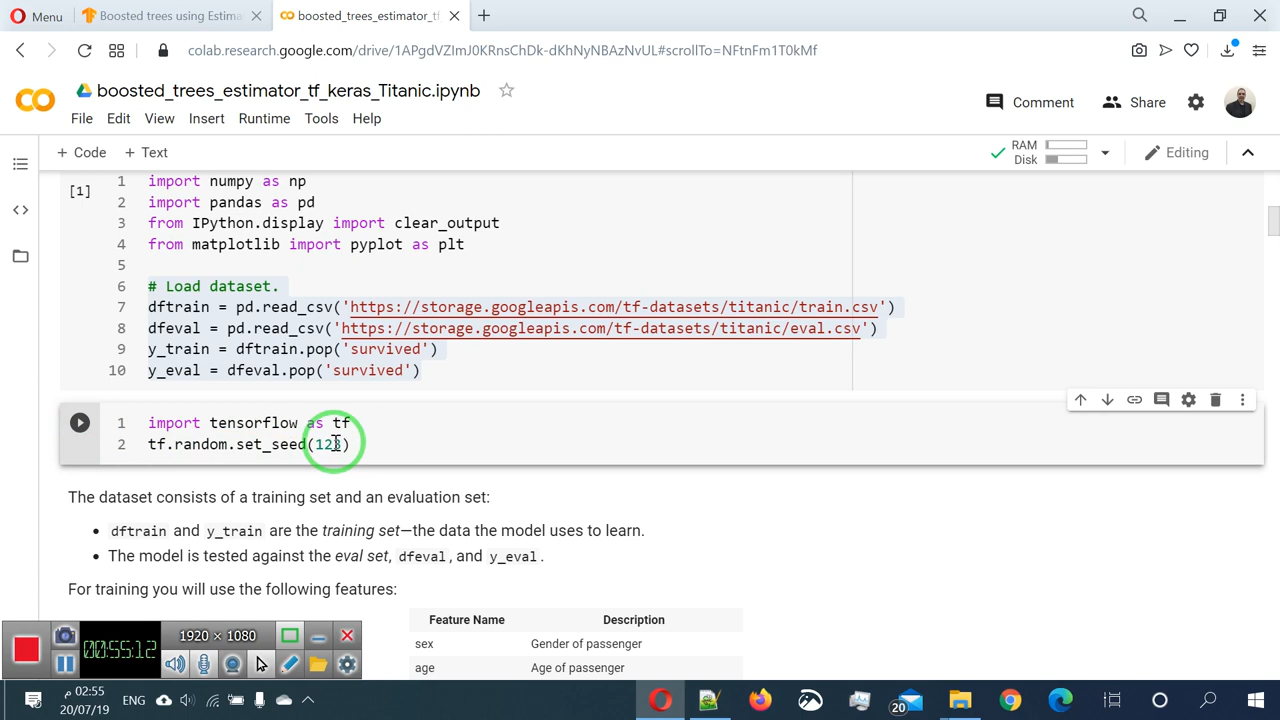 Menu
Boosted trees using Estima
boosted_trees_estimator_tf
colab.research.google.com/drive/1APgdVZImJ0KRnsChDk-dKhNyNBAzNvUL#scrollTo=NFtnFm1T0kMf
CO
boosted_trees_estimator_tf_keras_Titanic.ipynb
Comment
Share
File Edit View Insert Runtime Tools Help
+ Code + Text
RAM
Disk
Editing
[1]
1 import numpy as np
2 import pandas as pd
3 from IPython.display import clear_output
4 from matplotlib import pyplot as plt
5
6 # Load dataset.
7 dftrain = pd.read_csv('https://storage.googleapis.com/tf-datasets/titanic/train.csv')
8 dfeval = pd.read_csv('https://storage.googleapis.com/tf-datasets/titanic/eval.csv')
9 y_train = dftrain.pop('survived')
10 y_eval = dfeval.pop('survived')
1 import tensorflow as tf
2 tf.random.set_seed(123)
The dataset consists of a training set and an evaluation set:
• dftrain and y_train are the training set—the data the model uses to learn.
• The model is tested against the eval set, dfeval, and y_eval.
For training you will use the following features:
Feature Name Description
sex Gender of passenger
age Age of passenger
00:55:12
1920 × 1080
ENG
20
02:55 م
20/07/19